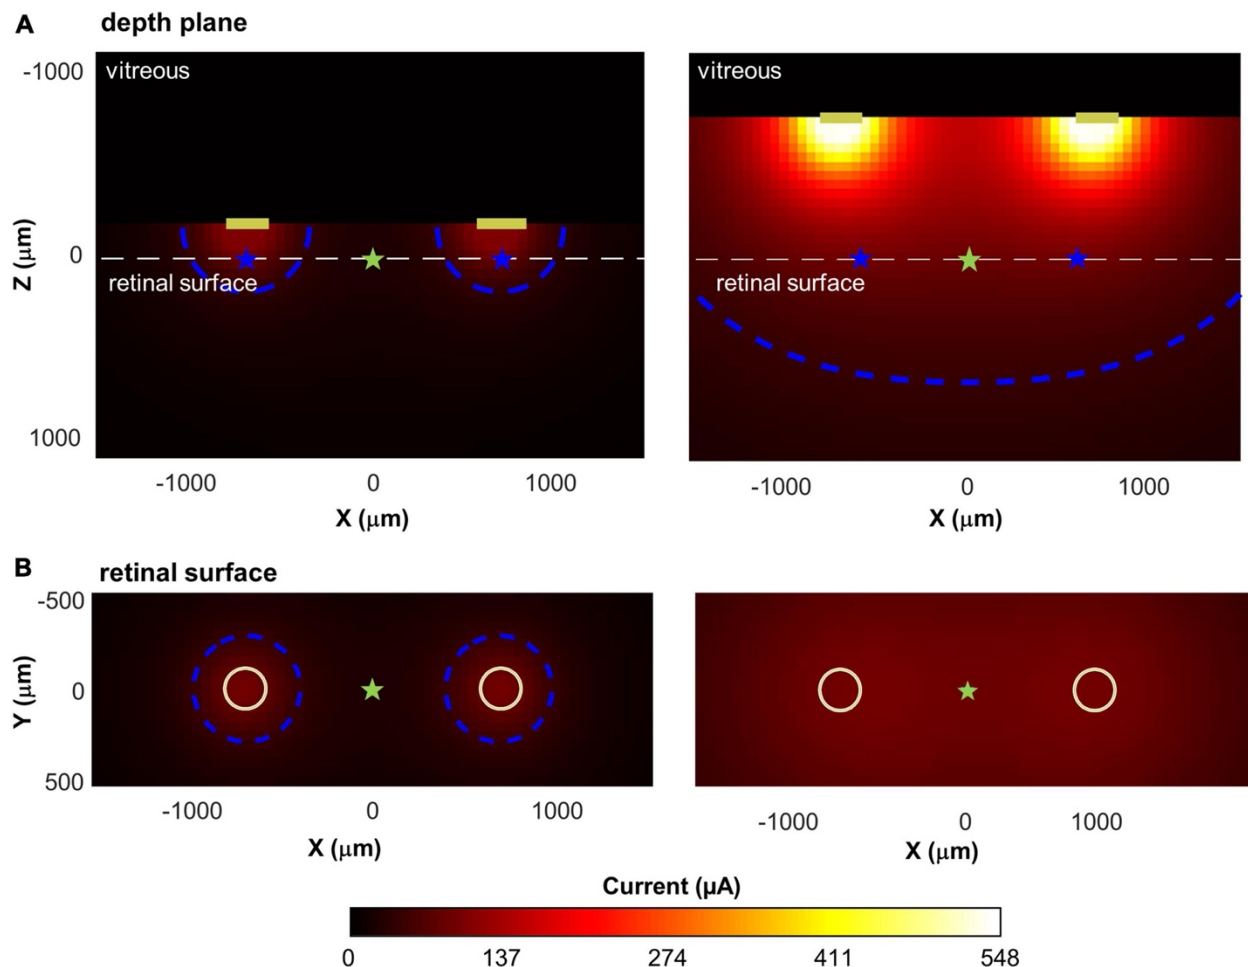 A depth plane
vitreous
vitreous
-1000
0
1000
Z (μm)
retinal surface
retinal surface
-1000 0 1000
X (μm)
-1000 0 1000
X (μm)
B retinal surface
-500
0
500
Y (μm)
-1000 0 1000
X (μm)
-1000 0 1000
X (μm)
Current (μA)
0 137 274 411 548